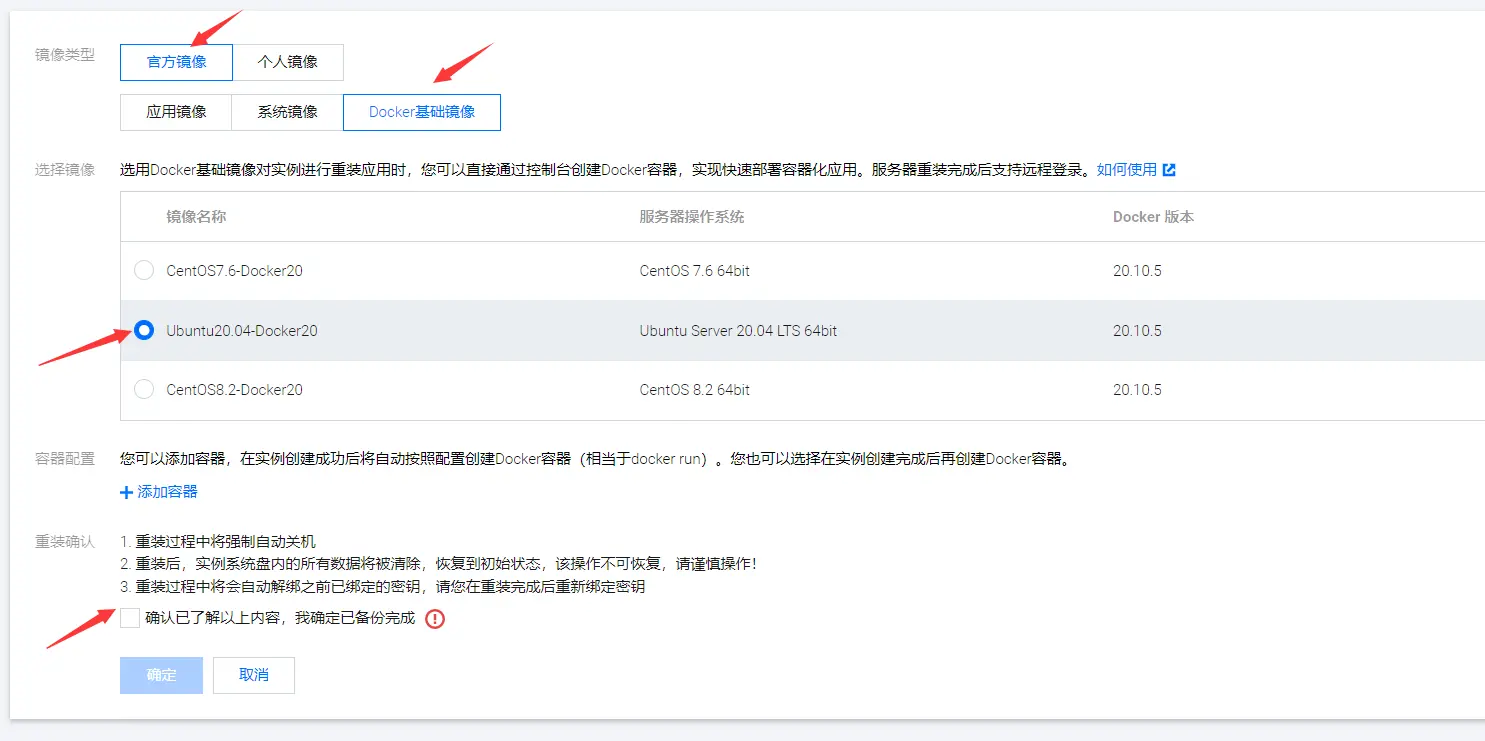 镜像类型
官方镜像 个人镜像
应用镜像 系统镜像 Docker基础镜像
选择镜像 选用Docker基础镜像对实例进行重装应用时，您可以直接通过控制台创建Docker容器，实现快速部署容器化应用。服务器重装完成后支持远程登录。如何使用
镜像名称 服务器操作系统 Docker 版本
CentOS7.6-Docker20 CentOS 7.6 64bit 20.10.5
Ubuntu20.04-Docker20 Ubuntu Server 20.04 LTS 64bit 20.10.5
CentOS8.2-Docker20 CentOS 8.2 64bit 20.10.5
容器配置 您可以添加容器，在实例创建成功后将自动按照配置创建Docker容器（相当于docker run）。您也可以选择在实例创建完成后再创建Docker容器。
添加容器
重装确认 1. 重装过程中将强制自动关机
2. 重装后，实例系统盘内的所有数据将被清除，恢复到初始状态，该操作不可恢复，请谨慎操作！
3. 重装过程中将会自动解绑之前已绑定的密钥，请您在重装完成后重新绑定密钥
确认已了解以上内容，我确定已备份完成
确定 取消